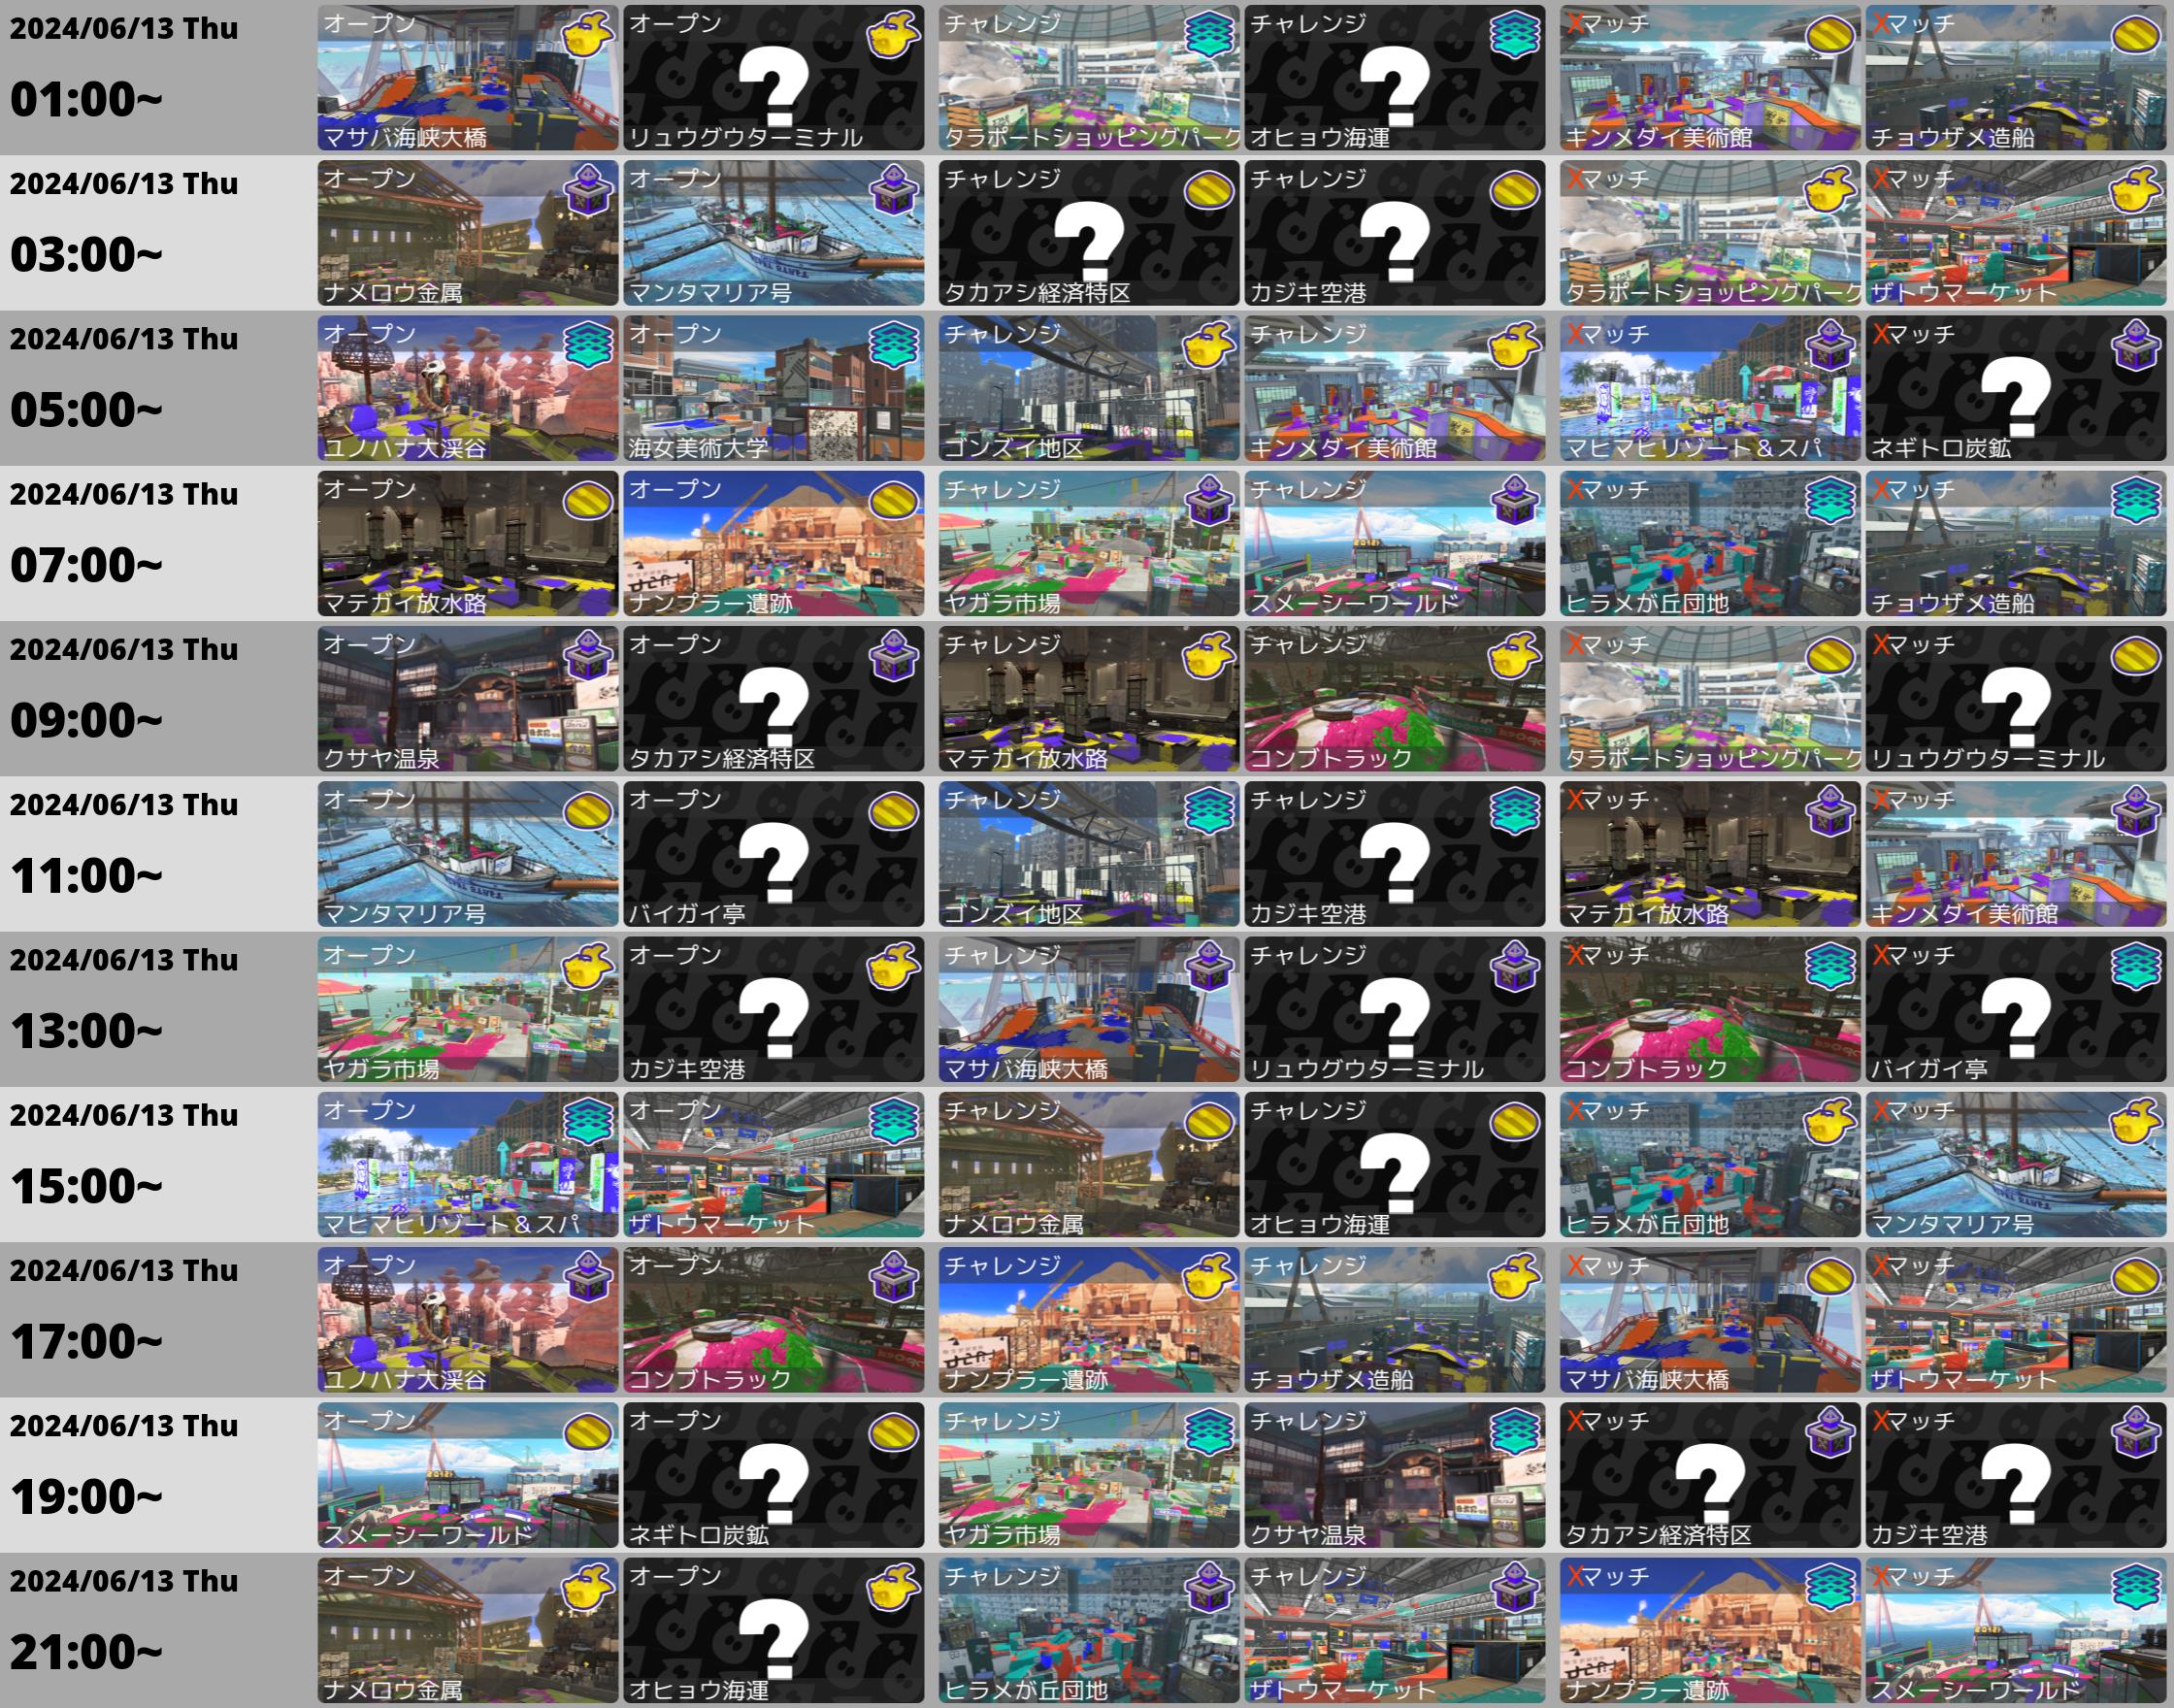 2024/06/13 Thu
01:00~
オープン
マサバ海峡大橋
オープン
リュウグウターミナル
チャレンジ
タラポートショッピングパーク
チャレンジ
オヒョウ海運
Xマッチ
キンメダイ美術館
Xマッチ
チョウザメ造船
2024/06/13 Thu
03:00~
オープン
ナメロウ金属
オープン
マンタマリア号
チャレンジ
タカアシ経済特区
チャレンジ
カジキ空港
Xマッチ
タラポートショッピングパーク
Xマッチ
ザトウマーケット
2024/06/13 Thu
05:00~
オープン
ユノハナ大渓谷
オープン
海女美術大学
チャレンジ
ゴンズイ地区
チャレンジ
キンメダイ美術館
Xマッチ
マヒマヒリゾート&スパ
Xマッチ
ネギトロ炭鉱
2024/06/13 Thu
07:00~
オープン
マテガイ放水路
オープン
ナンプラー遺跡
チャレンジ
ヤガラ市場
チャレンジ
スメーシーワールド
Xマッチ
ヒラメが丘団地
Xマッチ
チョウザメ造船
2024/06/13 Thu
09:00~
オープン
クサヤ温泉
オープン
タカアシ経済特区
チャレンジ
マテガイ放水路
チャレンジ
コンブトラック
Xマッチ
タラポートショッピングパーク
Xマッチ
リュウグウターミナル
2024/06/13 Thu
11:00~
オープン
マンタマリア号
オープン
バイガイ亭
チャレンジ
ゴンズイ地区
チャレンジ
カジキ空港
Xマッチ
マテガイ放水路
Xマッチ
キンメダイ美術館
2024/06/13 Thu
13:00~
オープン
ヤガラ市場
オープン
カジキ空港
チャレンジ
マサバ海峡大橋
チャレンジ
リュウグウターミナル
Xマッチ
コンブトラック
Xマッチ
バイガイ亭
2024/06/13 Thu
15:00~
オープン
マヒマヒリゾート&スパ
オープン
ザトウマーケット
チャレンジ
ナメロウ金属
チャレンジ
オヒョウ海運
Xマッチ
ヒラメが丘団地
Xマッチ
マンタマリア号
2024/06/13 Thu
17:00~
オープン
ユノハナ大渓谷
オープン
コンブトラック
チャレンジ
ナンプラー遺跡
チャレンジ
チョウザメ造船
Xマッチ
マサバ海峡大橋
Xマッチ
ザトウマーケット
2024/06/13 Thu
19:00~
オープン
スメーシーワールド
オープン
ネギトロ炭鉱
チャレンジ
ヤガラ市場
チャレンジ
クサヤ温泉
Xマッチ
タカアシ経済特区
Xマッチ
カジキ空港
2024/06/13 Thu
21:00~
オープン
ナメロウ金属
オープン
オヒョウ海運
チャレンジ
ヒラメが丘団地
チャレンジ
ザトウマーケット
Xマッチ
ナンプラー遺跡
Xマッチ
スメーシーワールド